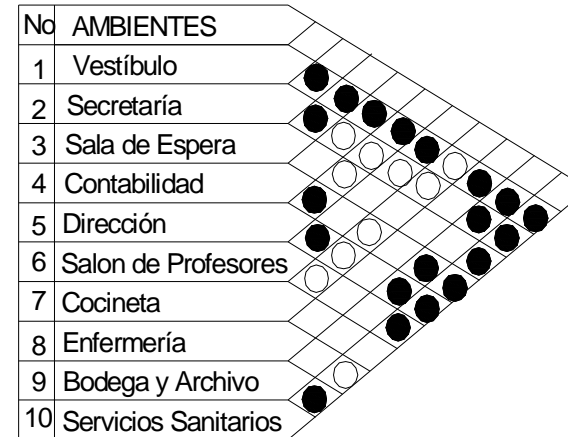 No AMBIENTES
1 Vestíbulo
2 Secretaría
3 Sala de Espera
4 Contabilidad
5 Dirección
6 Salon de Profesores
7 Cocineta
8 Enfermería
9 Bodega y Archivo
10 Servicios Sanitarios